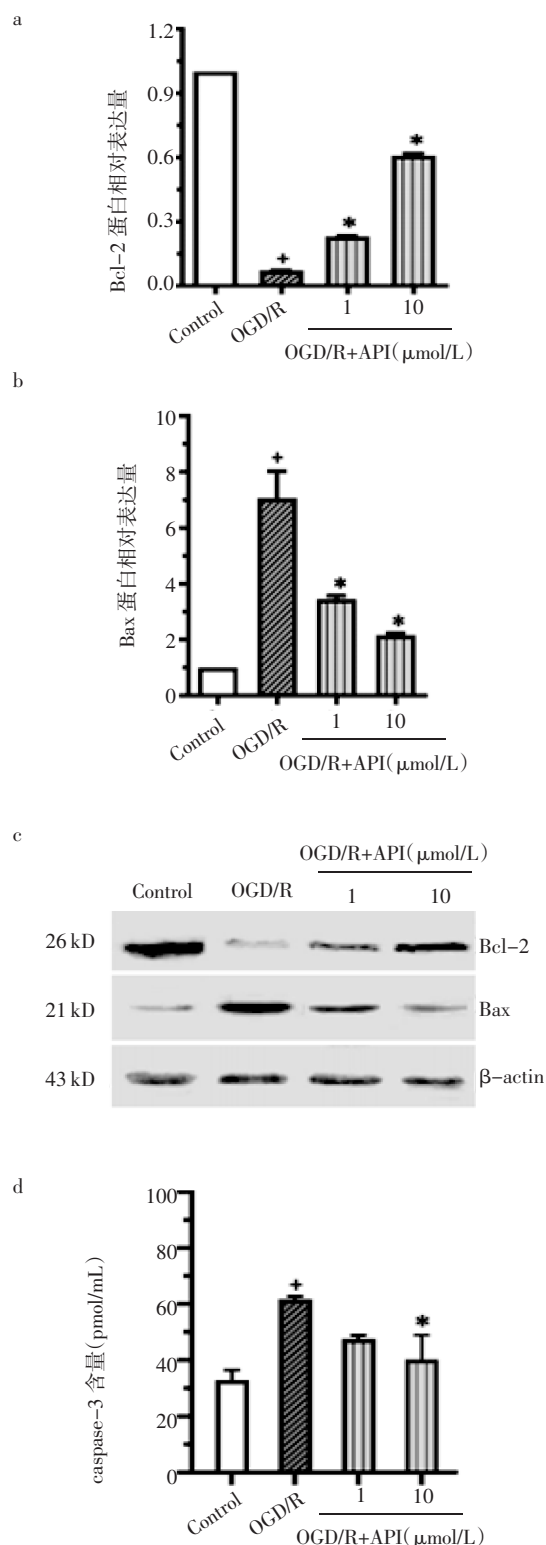 a
Bcl-2 蛋白相对表达量
1.2
0.9
0.6
0.3
0.0
+
*
*
Control
OGD/R
1
10
OGD/R+API(μmol/L)
b
Bax 蛋白相对表达量
10
8
6
4
2
0
+
*
*
Control
OGD/R
1
10
OGD/R+API(μmol/L)
c
OGD/R+API(μmol/L)
Control OGD/R 1 10
26 kD Bcl-2
21 kD Bax
43 kD β-actin
d
caspase-3 含量(pmol/mL)
100
80
60
40
20
0
+
*
Control
OGD/R
1
10
OGD/R+API(μmol/L)